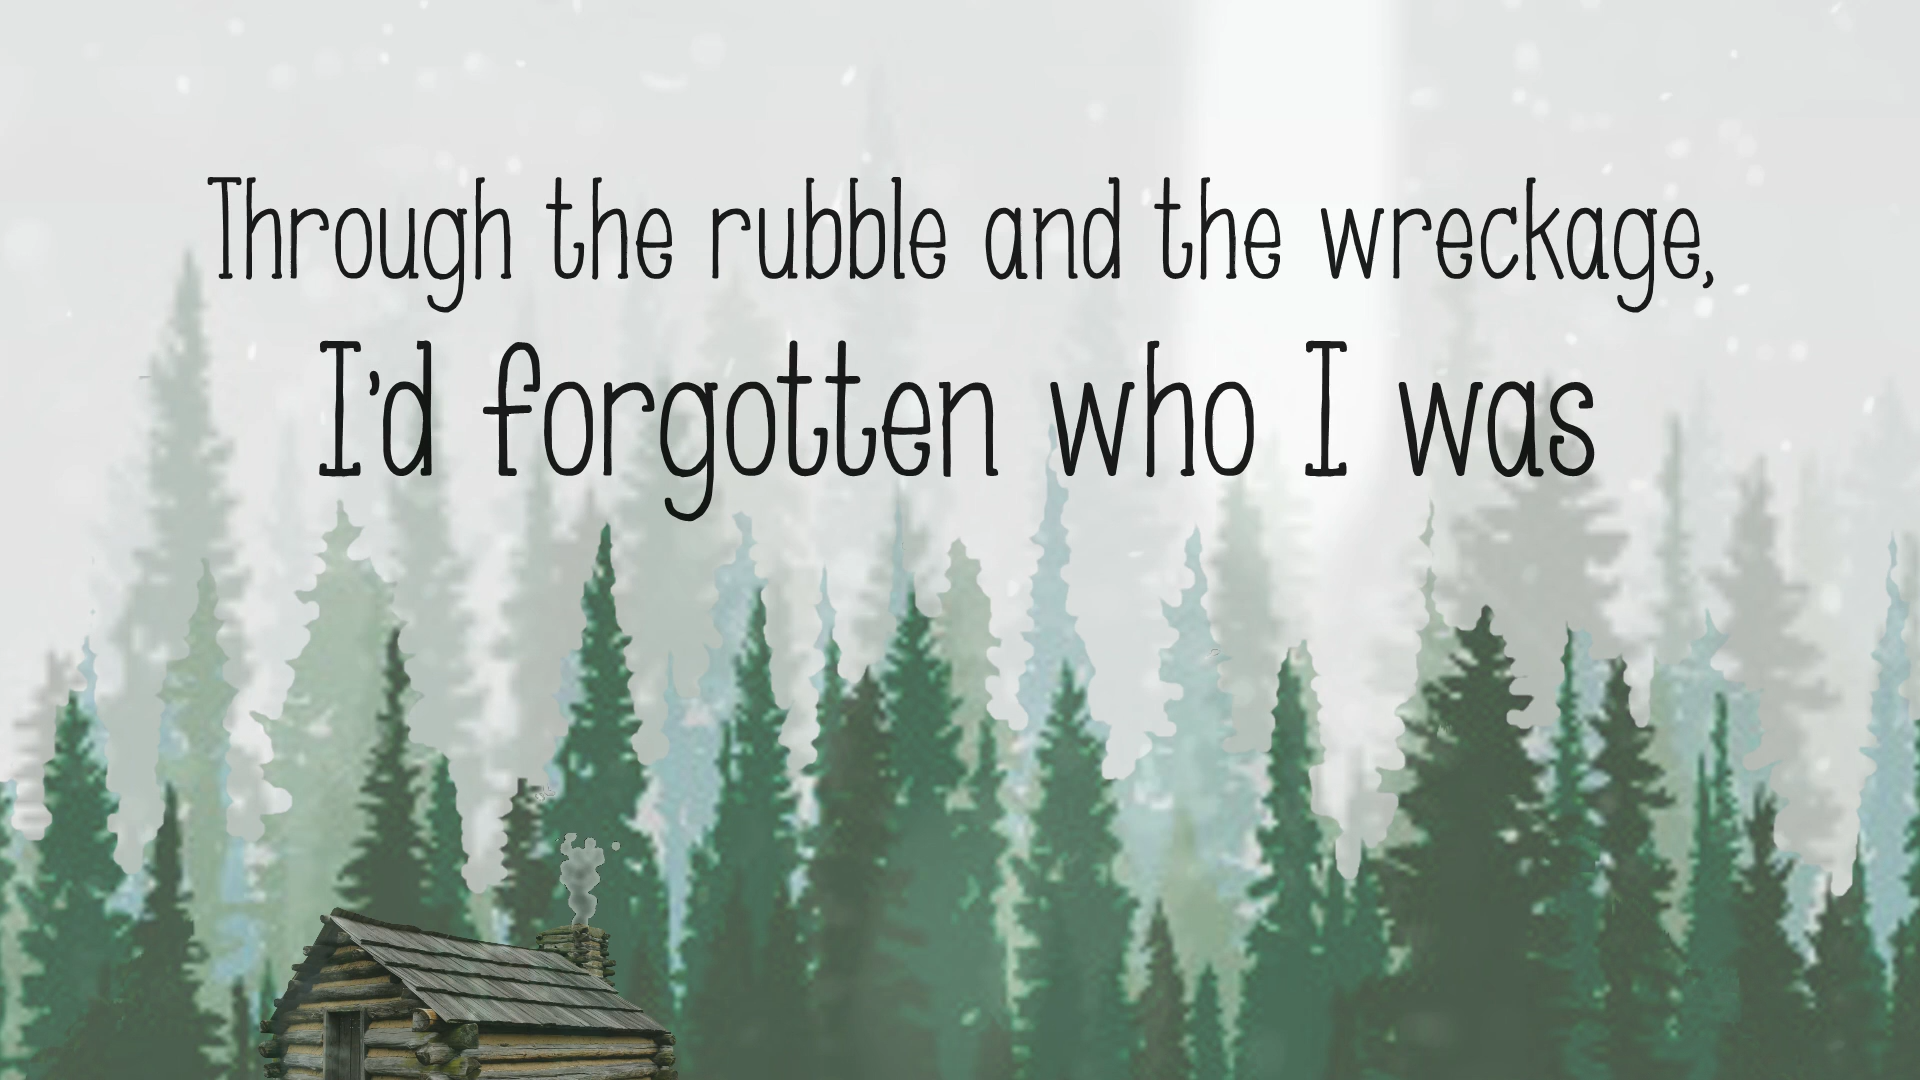 Through the rubble and the wreckage,
I'd forgotten who I was